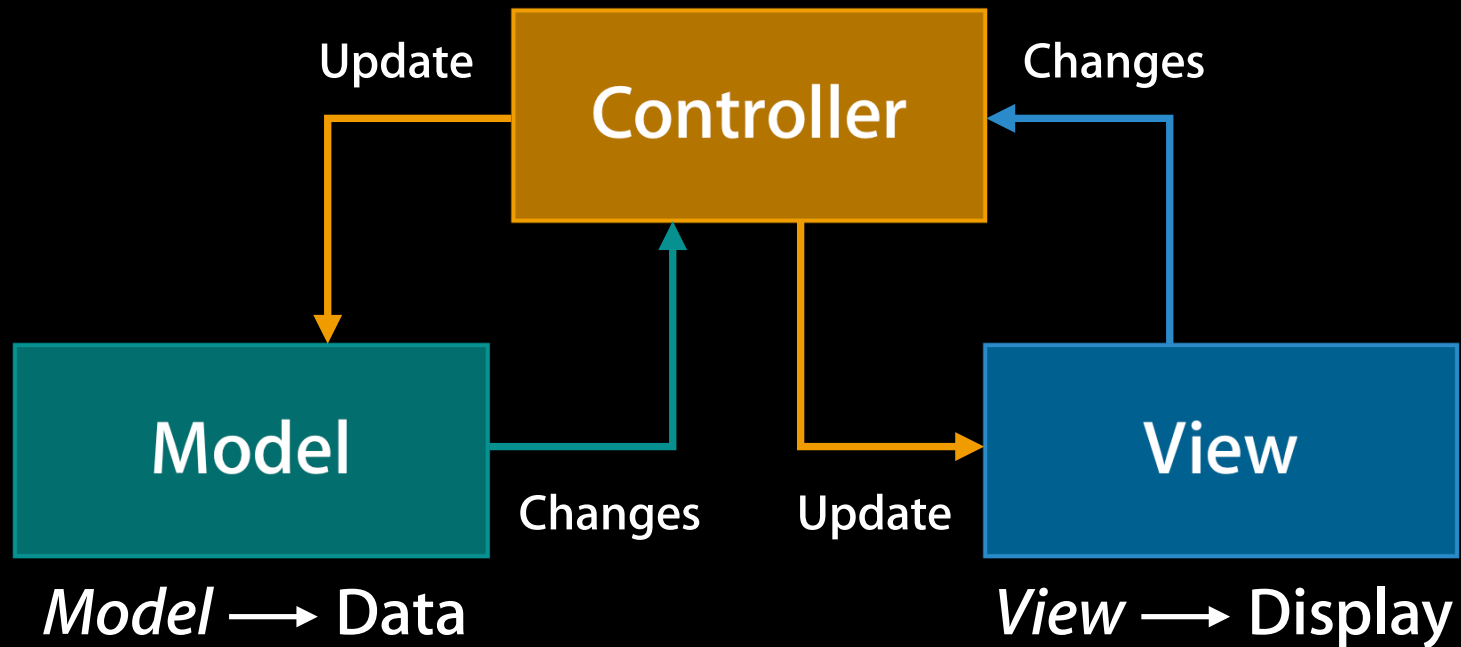 Update
Controller
Changes
Model
View
Changes
Update
Model → Data
View → Display